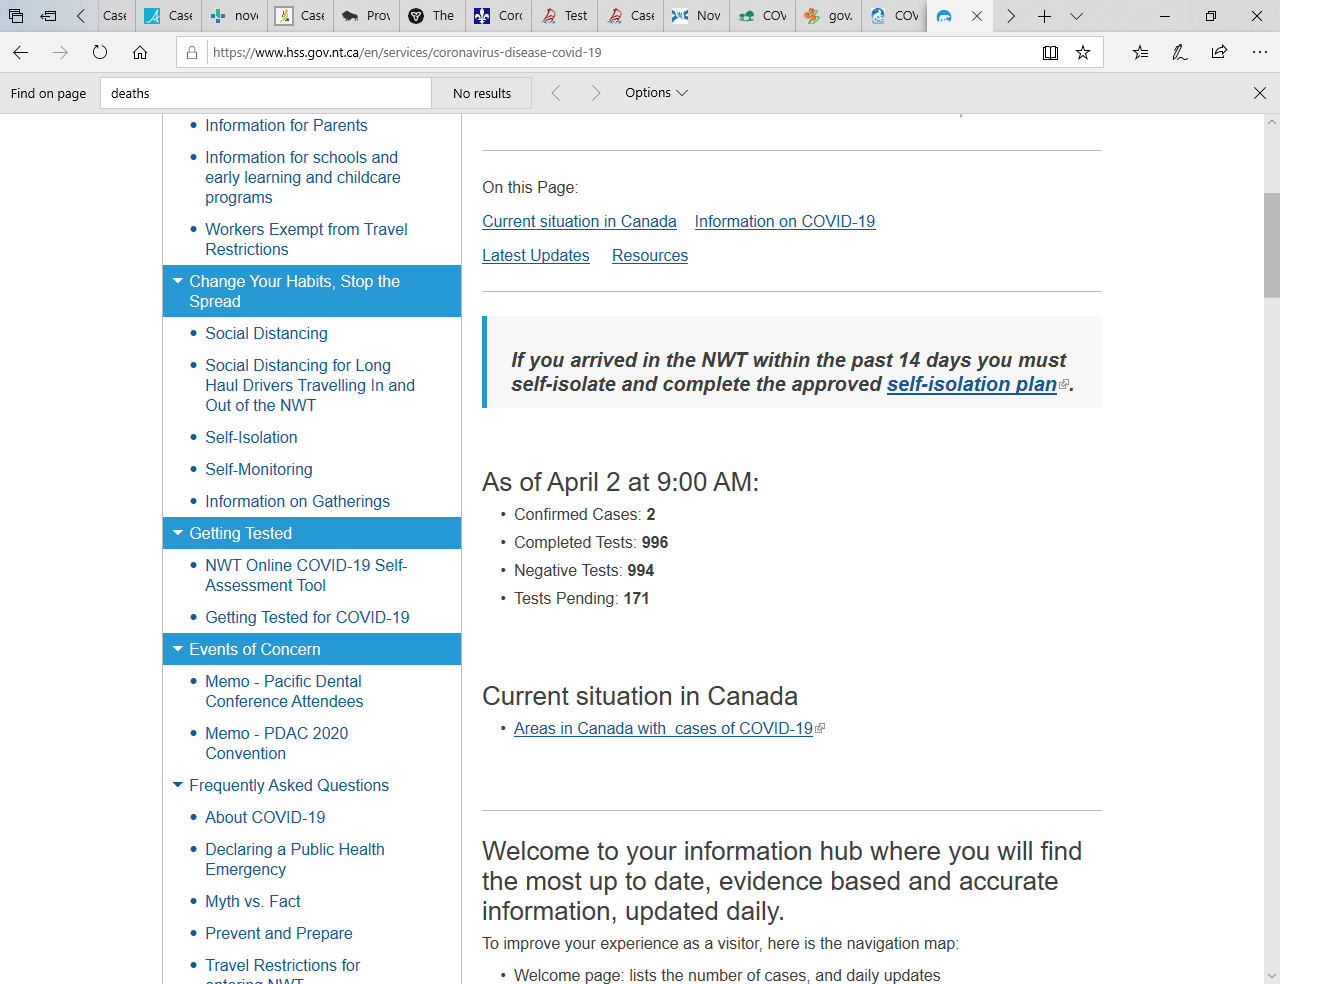 Case
Case
nov
Case
Prov
The
Coro
Test
Case
Nov
COV
gov.
COV
https://www.hss.gov.nt.ca/en/services/coronavirus-disease-covid-19
Find on page
deaths
No results
Options
Information for Parents
Information for schools and
early learning and childcare
programs
Workers Exempt from Travel
Restrictions
Change Your Habits, Stop the
Spread
Social Distancing
Social Distancing for Long
Haul Drivers Travelling In and
Out of the NWT
Self-Isolation
Self-Monitoring
Information on Gatherings
Getting Tested
NWT Online COVID-19 Self-
Assessment Tool
Getting Tested for COVID-19
Events of Concern
Memo - Pacific Dental
Conference Attendees
Memo - PDAC 2020
Convention
Frequently Asked Questions
About COVID-19
Declaring a Public Health
Emergency
Myth vs. Fact
Prevent and Prepare
Travel Restrictions for
entering NWT
On this Page:
Current situation in Canada Information on COVID-19
Latest Updates Resources
If you arrived in the NWT within the past 14 days you must
self-isolate and complete the approved self-isolation plan.
As of April 2 at 9:00 AM:
Confirmed Cases: 2
Completed Tests: 996
Negative Tests: 994
Tests Pending: 171
Current situation in Canada
Areas in Canada with  cases of COVID-19
Welcome to your information hub where you will find
the most up to date, evidence based and accurate
information, updated daily.
To improve your experience as a visitor, here is the navigation map:
Welcome page: lists the number of cases, and daily updates